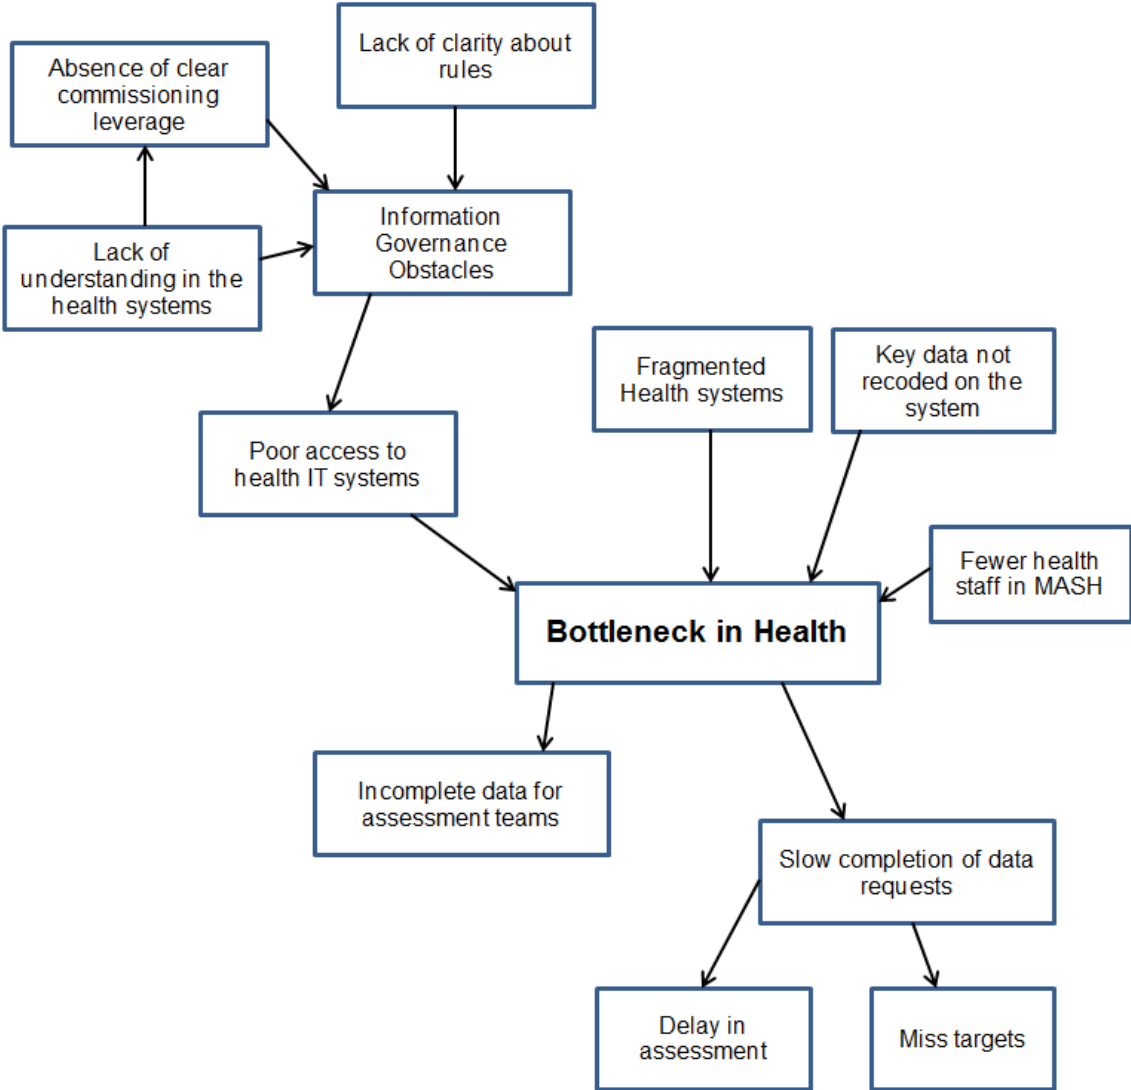 Lack of clarity about
rules
Absence of clear
commissioning
leverage
Information
Governance
Obstacles
Lack of
understanding in the
health systems
Fragmented
Health systems
Key data not
recoded on the
system
Poor access to
health IT systems
Fewer health
staff in MASH
Bottleneck in Health
Incomplete data for
assessment teams
Slow completion of data
requests
Delay in
assessment
Miss targets